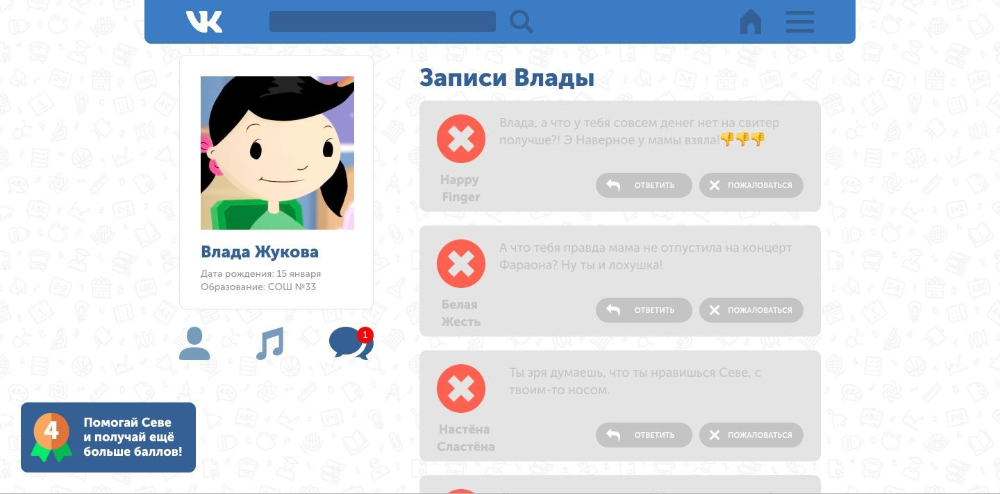 Записи Влады
Влада, а что у тебя совсем денег нет на свитер
получше?! Э Наверное у мамы взяла!👎👎👎
Happy
Finger
ОТВЕТИТЬ
ПОЖАЛОВАТЬСЯ
А что тебя правда мама не отпустила на концерт
Фараона? Ну ты и лохушка!
Белая
Жесть
ОТВЕТИТЬ
ПОЖАЛОВАТЬСЯ
Ты зря думаешь, что ты нравишься Севе, с
твоим-то носом.
Настёна
Сластёна
ОТВЕТИТЬ
ПОЖАЛОВАТЬСЯ
Влада Жукова
Дата рождения: 15 января
Образование: СОШ №33
1
4
Помогай Севе
и получай ещё
больше баллов!